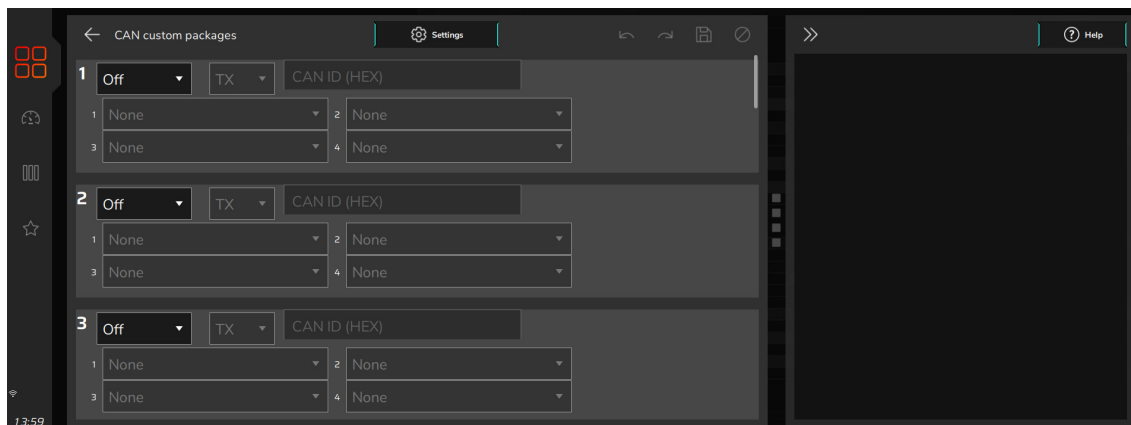 CAN custom packages Settings Help
1 Off TX CAN ID (HEX)
1 None 2 None
3 None 4 None
2 Off TX CAN ID (HEX)
1 None 2 None
3 None 4 None
3 Off TX CAN ID (HEX)
1 None 2 None
3 None 4 None
13:59